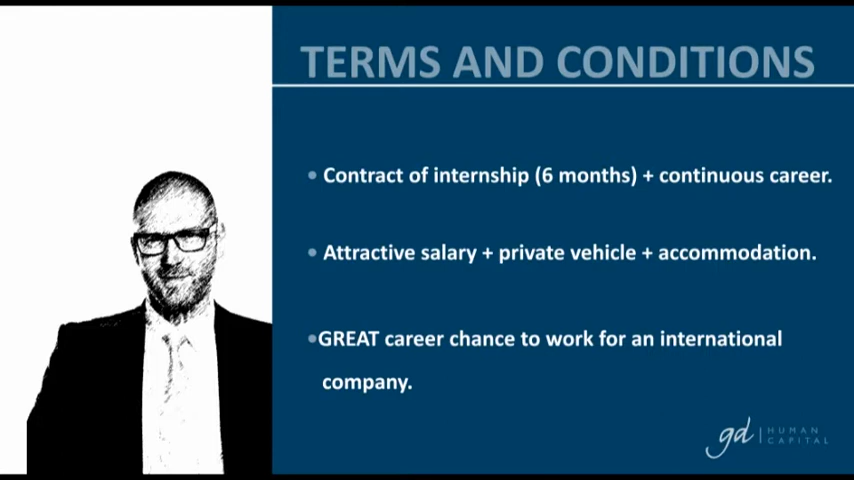 TERMS AND CONDITIONS
• Contract of internship (6 months) + continuous career.
• Attractive salary + private vehicle + accommodation.
•GREAT career chance to work for an international
company.
gd | HUMAN
CAPITAL